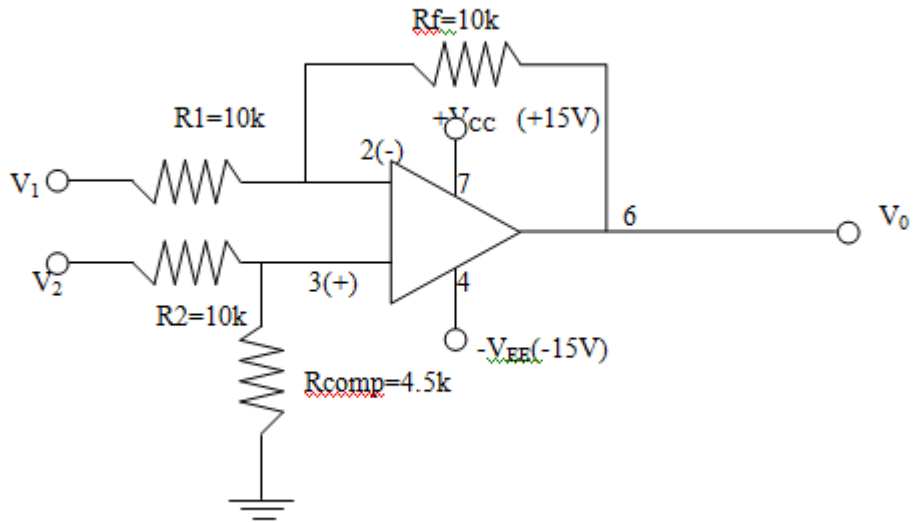 Rf=10k
R1=10k
+VCC (+15V)
2(-)
7
V1
6
V0
V2
3(+)
4
R2=10k
-VEE(-15V)
Rcomp=4.5k